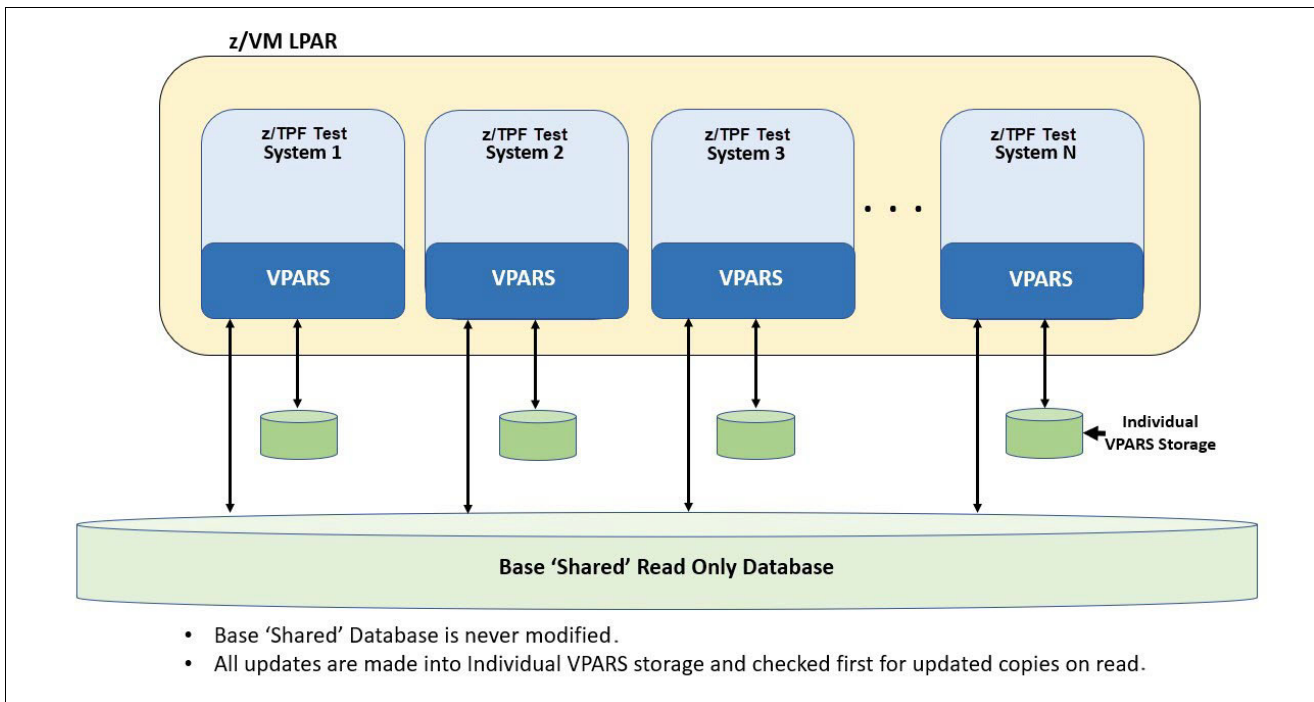 z/VM LPAR
z/TPF Test
System 1
z/TPF Test
System 2
z/TPF Test
System 3
z/TPF Test
System N
. . .
VPARS
VPARS
VPARS
VPARS
Individual
VPARS Storage
Base ‘Shared’ Read Only Database
• Base ‘Shared’ Database is never modified.
• All updates are made into Individual VPARS storage and checked first for updated copies on read.